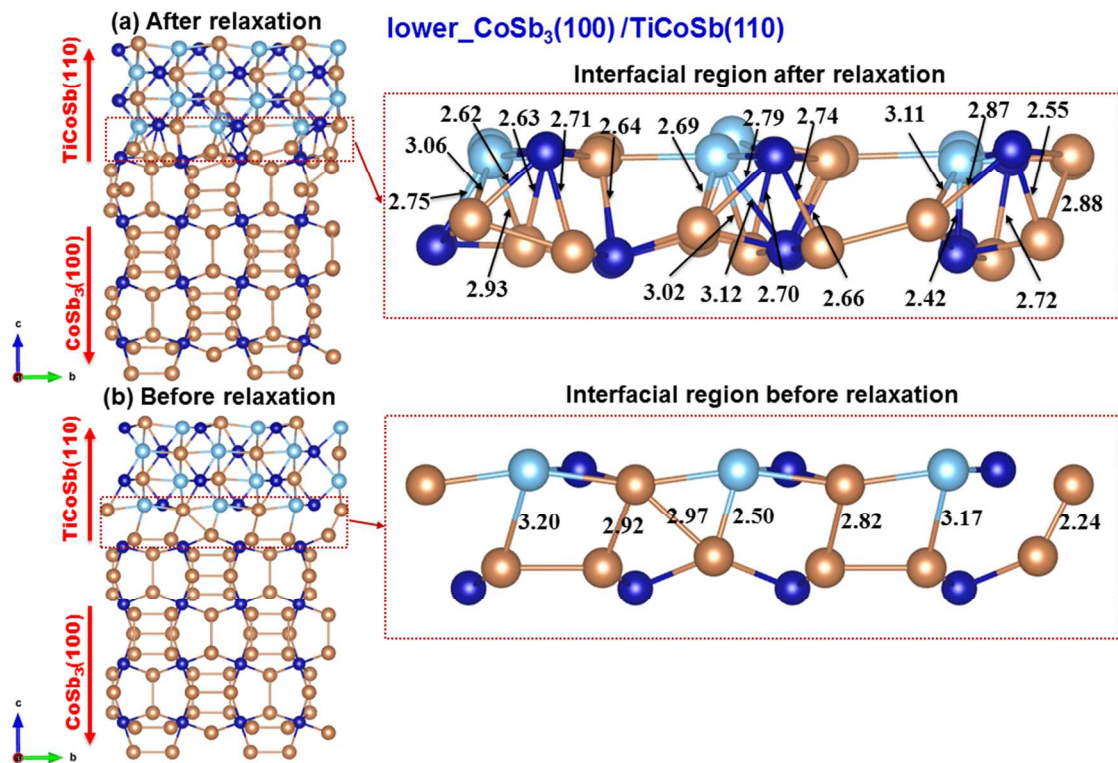 (a) After relaxation
lower_CoSb₃(100) /TiCoSb(110)
TiCoSb(110)
CoSb₃(100)
c
b
Interfacial region after relaxation
2.62
2.63
2.71
2.64
2.69
2.79
2.74
3.11
2.87
2.55
3.06
2.75
2.88
2.93
3.02
3.12
2.70
2.66
2.42
2.72
(b) Before relaxation
TiCoSb(110)
CoSb₃(100)
c
b
Interfacial region before relaxation
3.20
2.92
2.97
2.50
2.82
3.17
2.24